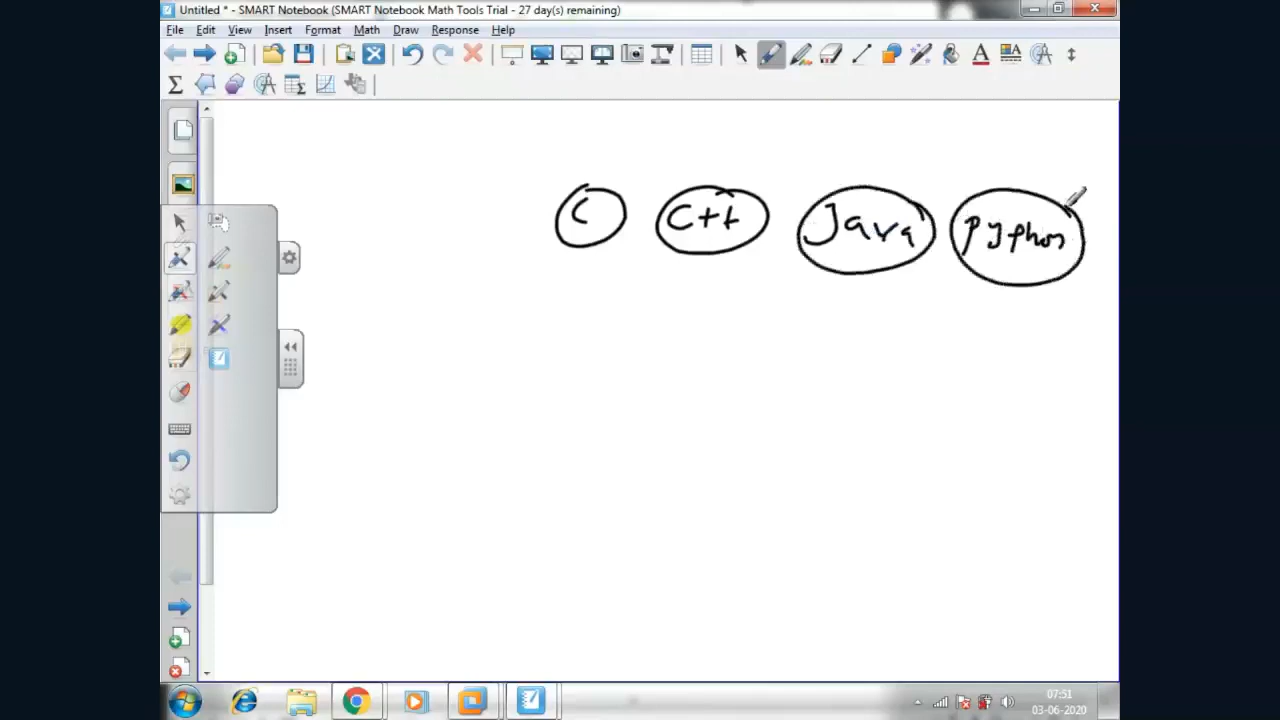 Untitled * - SMART Notebook (SMART Notebook Math Tools Trial - 27 day(s) remaining)
File Edit View Insert Format Math Draw Response Help
C C++ Java Pyphon
07:51
03-06-2020